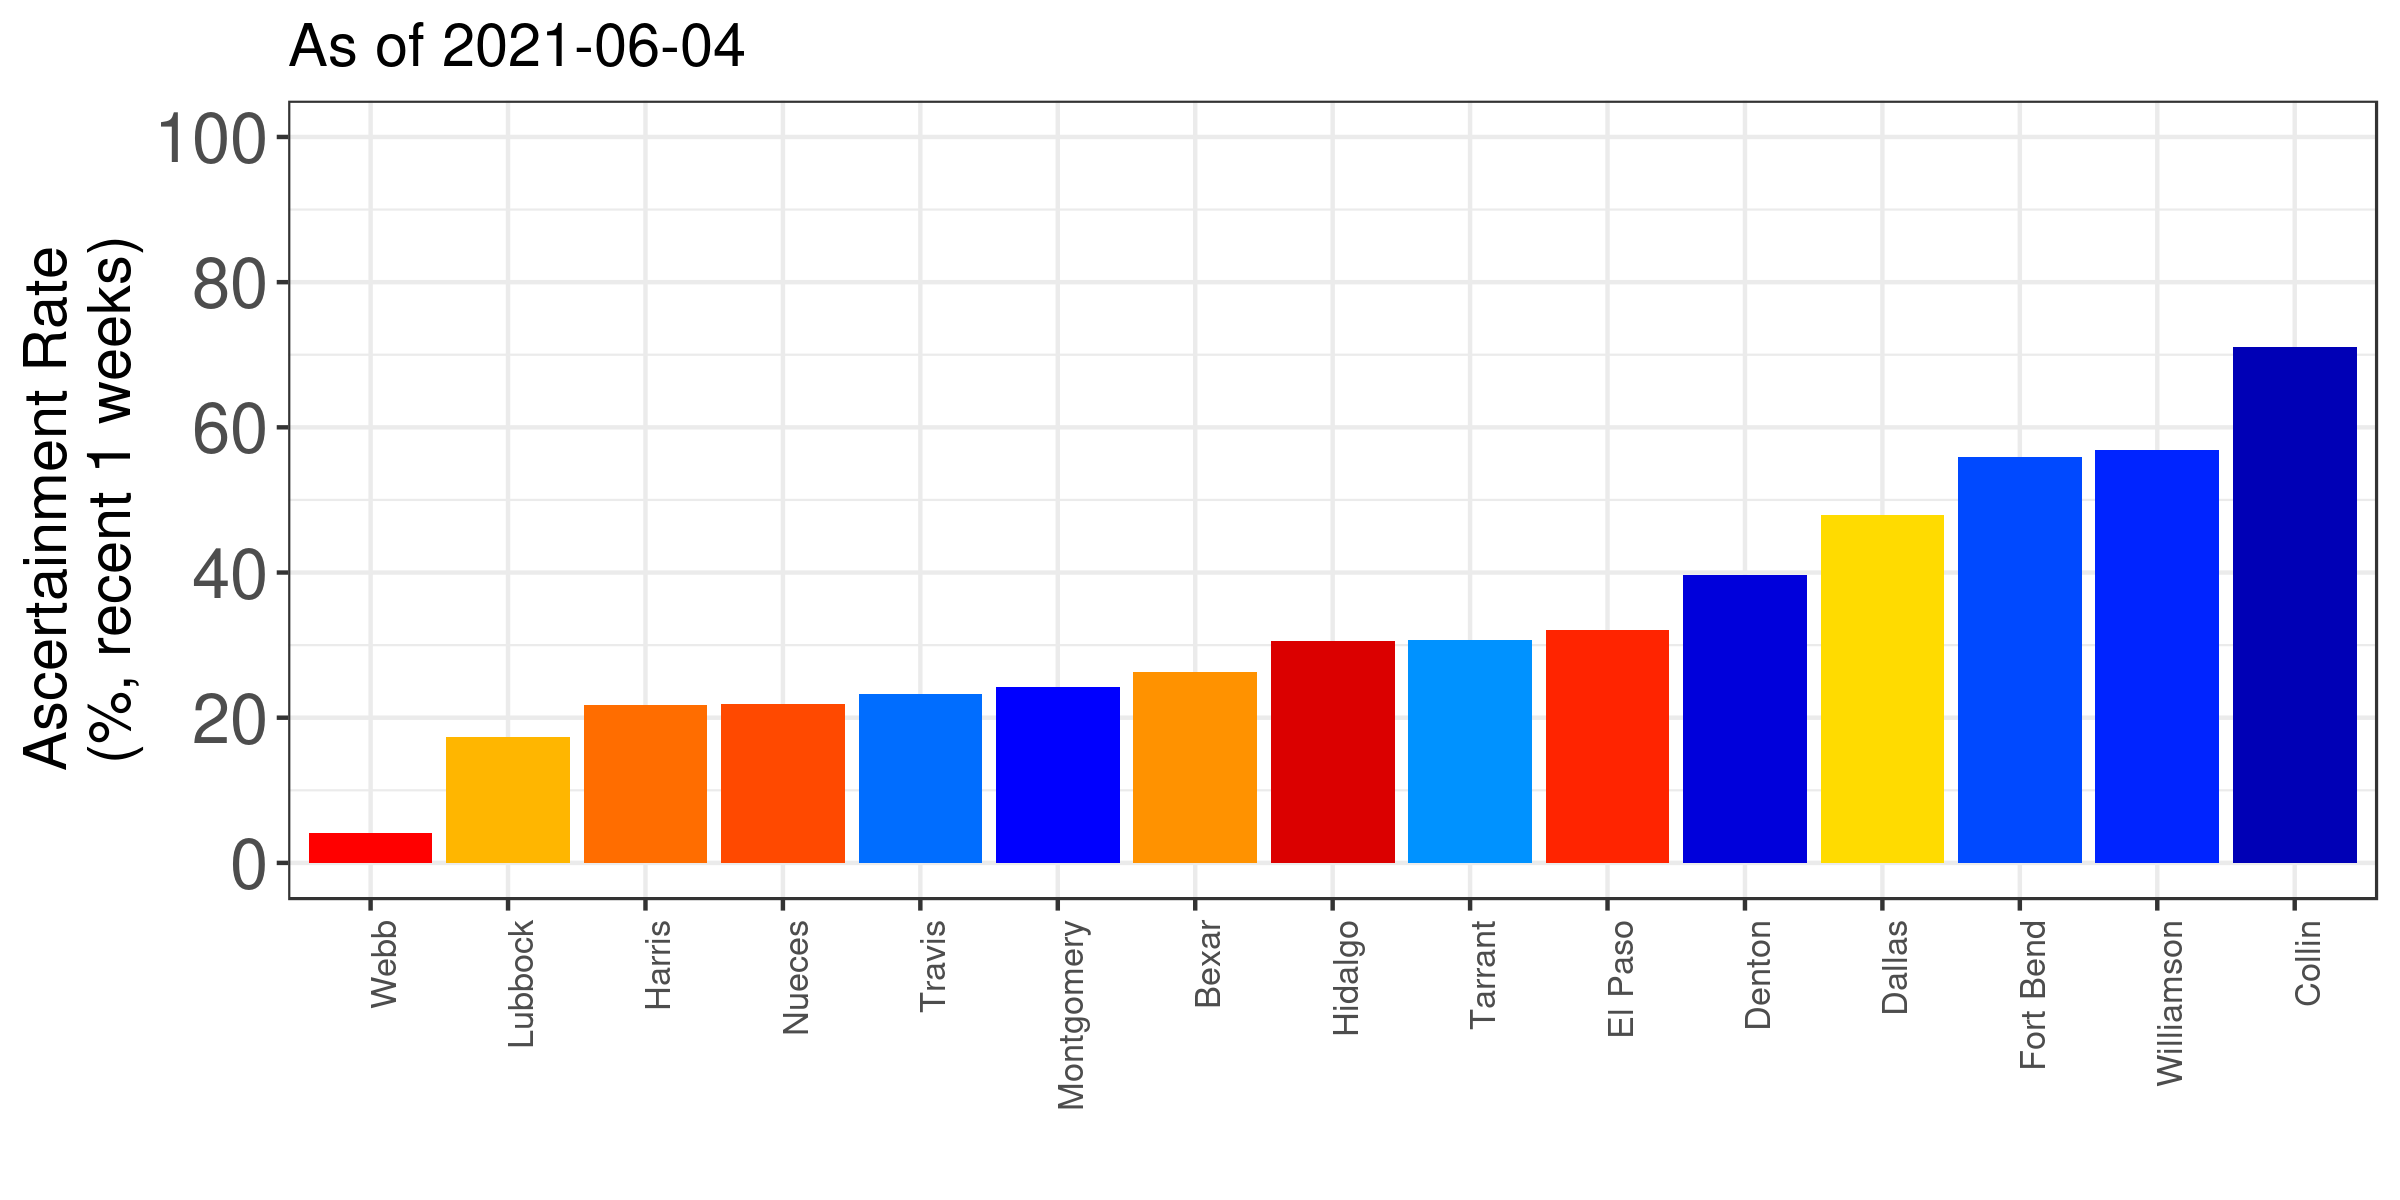 As of 2021-06-04
Ascertainment Rate
(%, recent 1 weeks)
100
80
60
40
20
0
Webb
Lubbock
Harris
Nueces
Travis
Montgomery
Bexar
Hidalgo
Tarrant
El Paso
Denton
Dallas
Fort Bend
Williamson
Collin